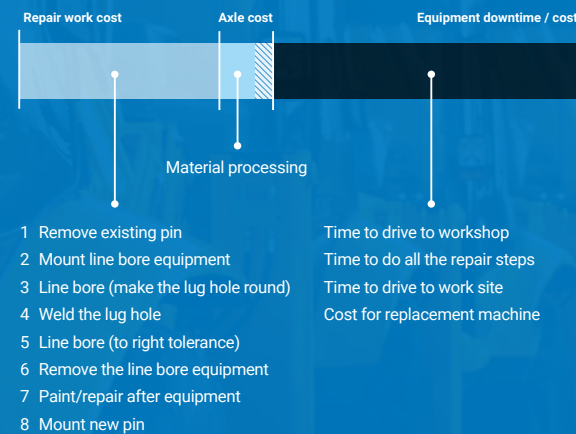 Repair work cost
Axle cost
Equipment downtime / cost
Material processing
1 Remove existing pin
2 Mount line bore equipment
3 Line bore (make the lug hole round)
4 Weld the lug hole
5 Line bore (to right tolerance)
6 Remove the line bore equipment
7 Paint/repair after equipment
8 Mount new pin
Time to drive to workshop
Time to do all the repair steps
Time to drive to work site
Cost for replacement machine